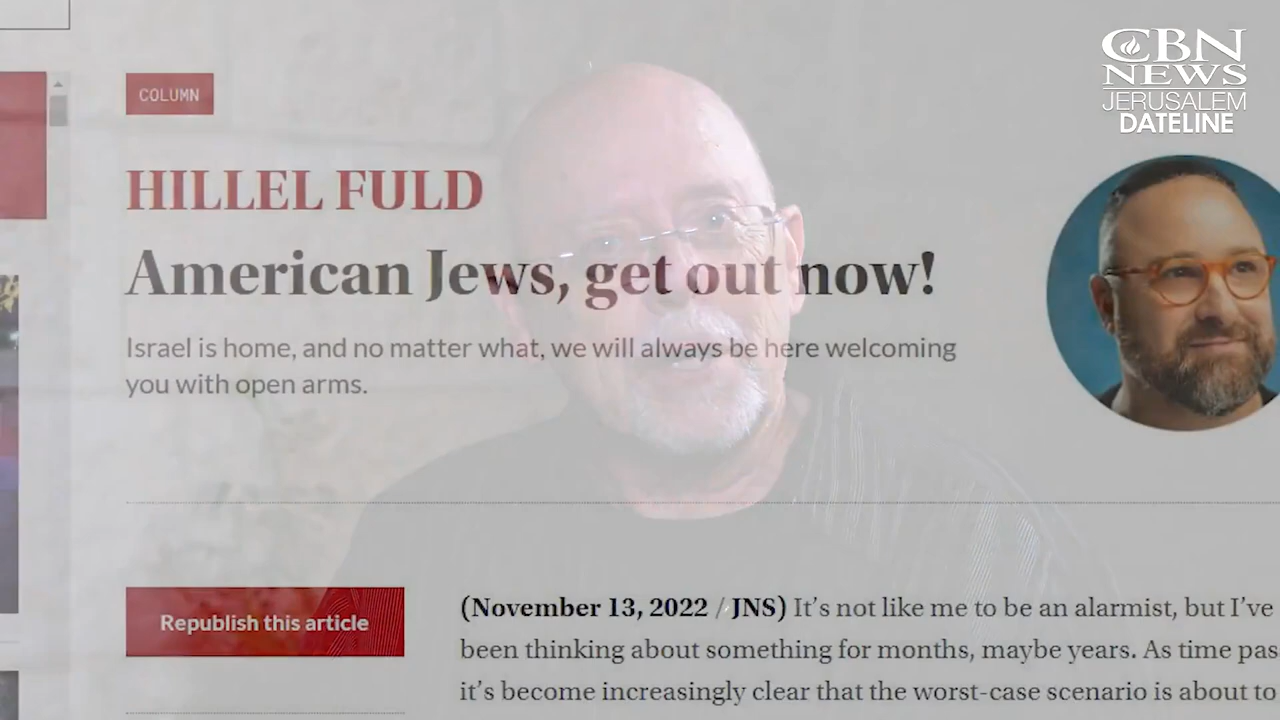 CBN
NEWS
JERUSALEM
DATELINE
COLUMN
HILLEL FULD
American Jews, get out now!
Israel is home, and no matter what, we will always be here welcoming
you with open arms.
Republish this article
(November 13, 2022 / JNS) It’s not like me to be an alarmist, but I’ve
been thinking about something for months, maybe years. As time pas
it’s become increasingly clear that the worst-case scenario is about to